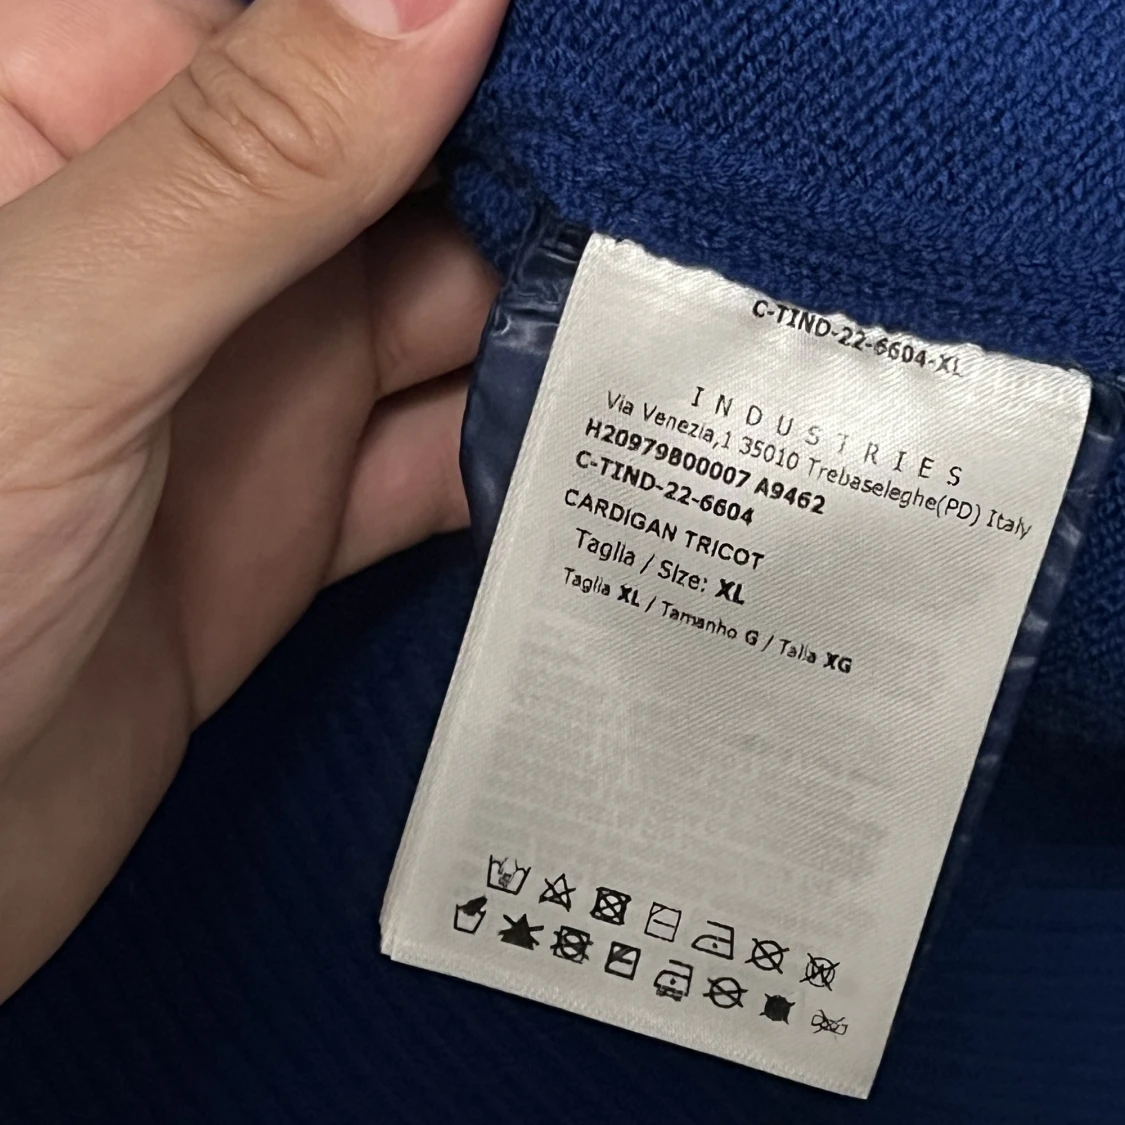 C-TIND-22-6604-XL
INDUSTRIES
Via Venezia,1 35010 Trebaseleghe(PD) Italy
H20979B00007 A9462
C-TIND-22-6604
CARDIGAN TRICOT
Taglia / Size: XL
Taglia XL / Tamanho G / Talla XG